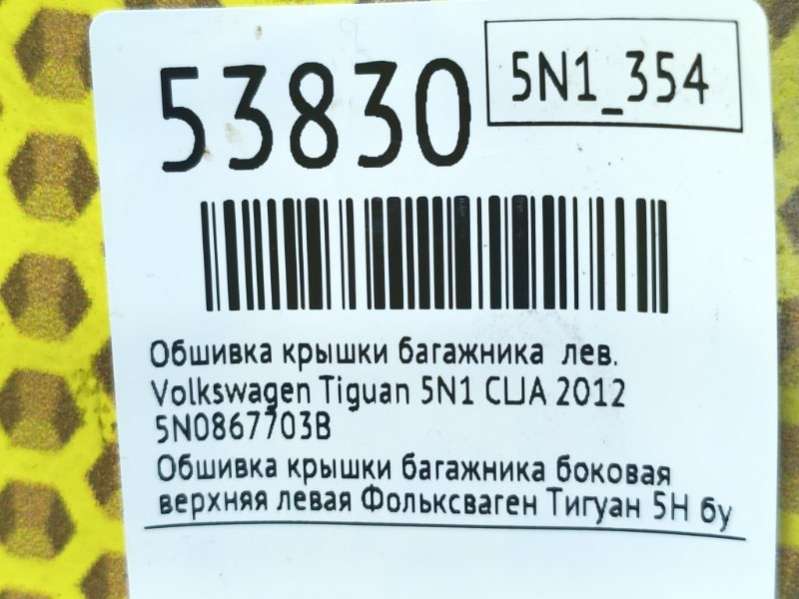 53830
5N1_354
Обшивка крышки багажника лев.
Volkswagen Tiguan 5N1 США 2012
5N0867703B
Обшивка крышки багажника боковая
верхняя левая Фольксваген Тигуан 5Н бу